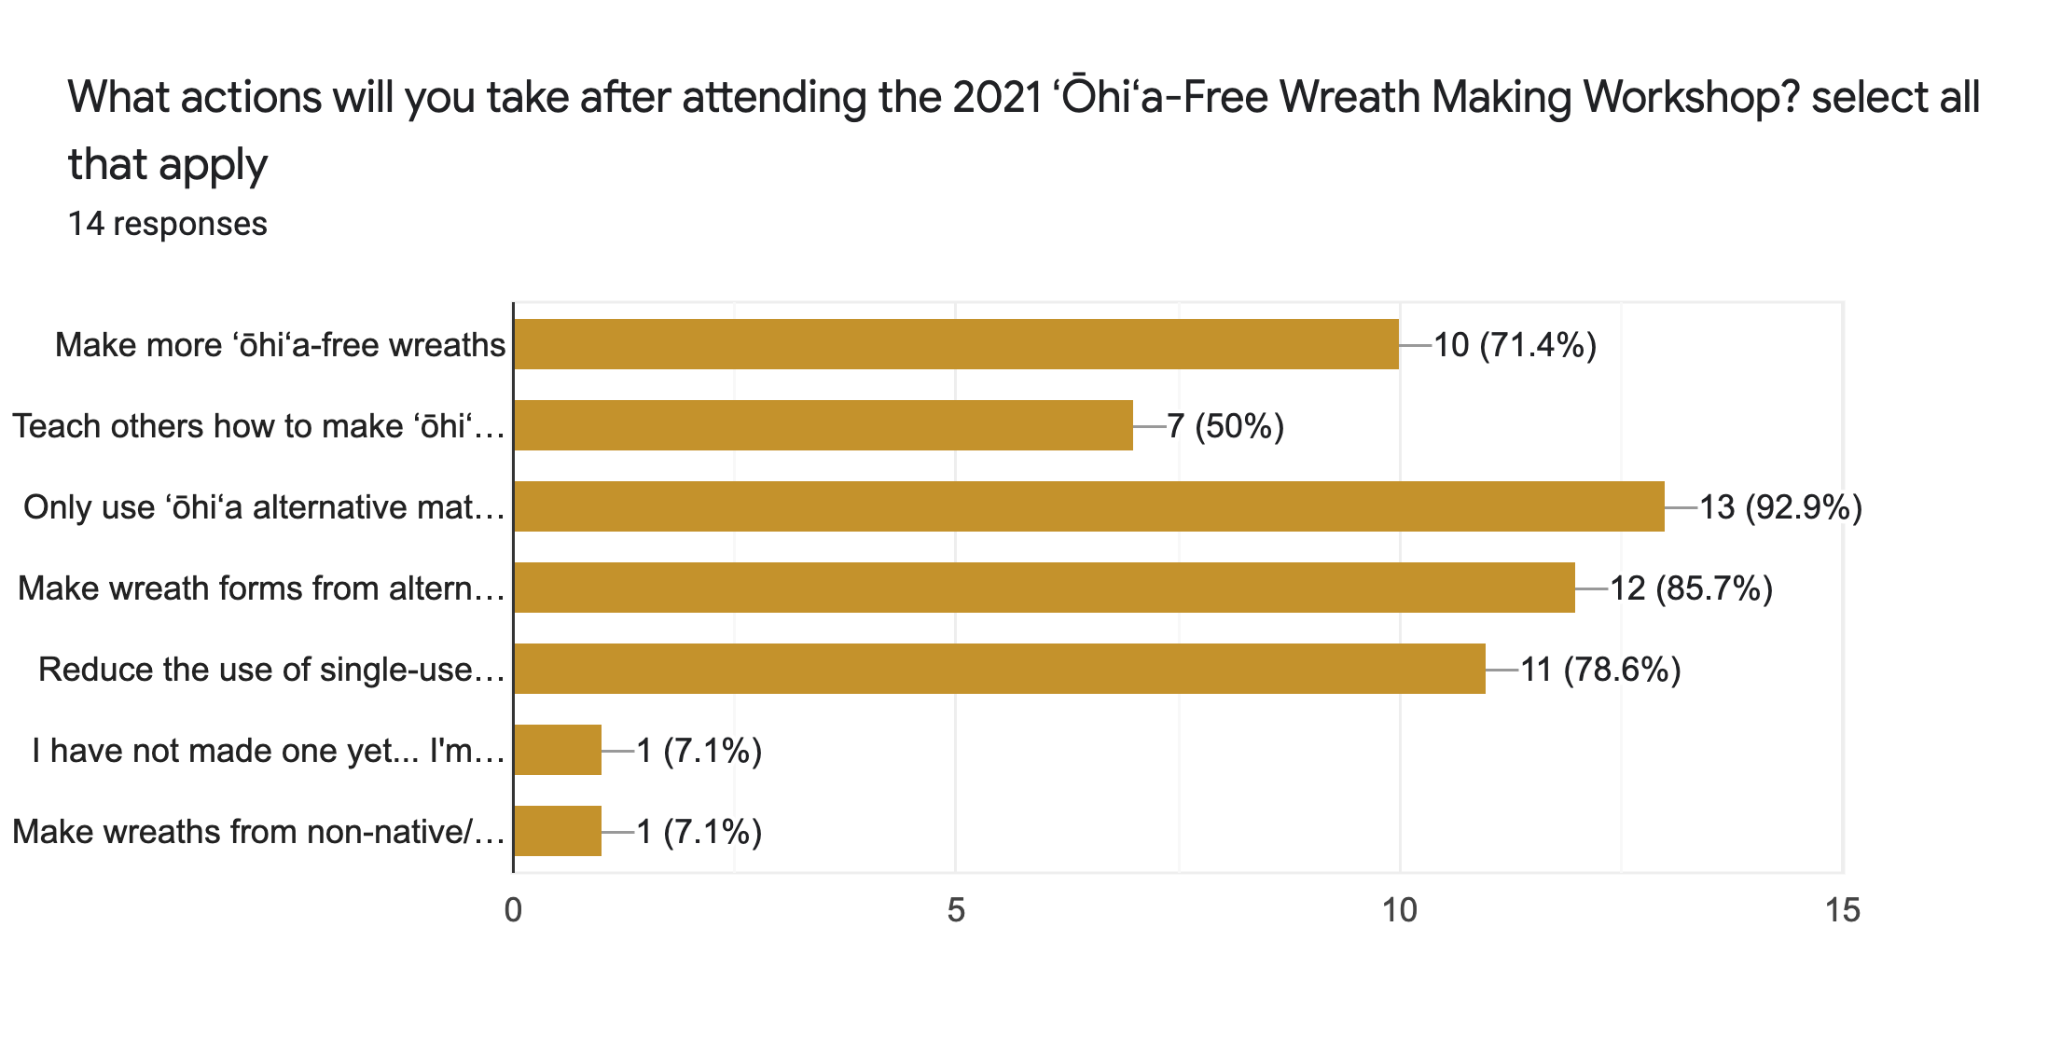 What actions will you take after attending the 2021 ʻŌhiʻa-Free Wreath Making Workshop? select all
that apply
14 responses
Make more ʻōhiʻa-free wreaths
10 (71.4%)
Teach others how to make ʻōhiʻ...
7 (50%)
Only use ʻōhiʻa alternative mat...
13 (92.9%)
Make wreath forms from altern...
12 (85.7%)
Reduce the use of single-use...
11 (78.6%)
I have not made one yet... I'm...
1 (7.1%)
Make wreaths from non-native/...
1 (7.1%)
0 5 10 15